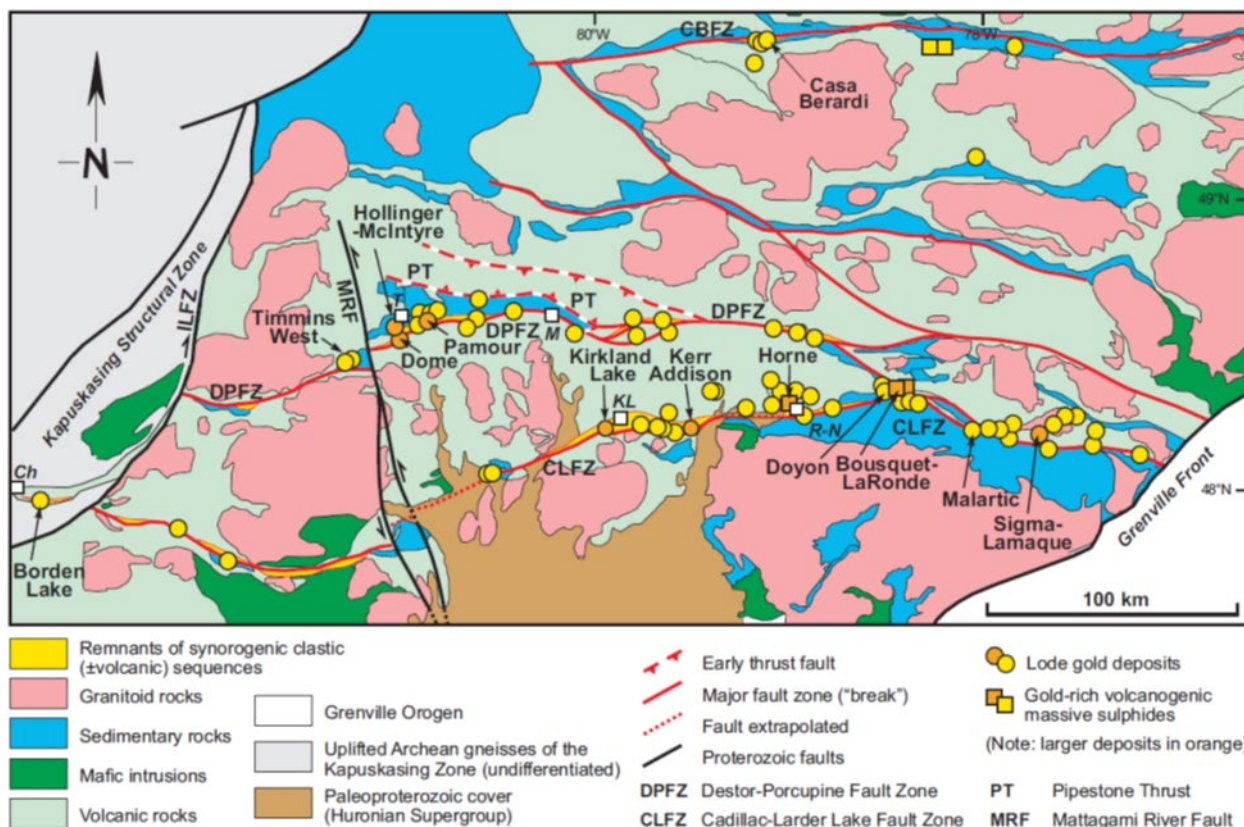 80°W
78°W
CBFZ
Casa
Berardi
N
49°N
Hollinger
-McIntyre
Kapuskasing Structural Zone
ILFZ
MRF
PT
T
PT
DPFZ
Timmins
West
DPFZ
M
Pamour
Dome
Kirkland
Lake
Kerr
Addison
Horne
DPFZ
KL
R-N
CLFZ
CLFZ
Doyon
Bousquet-
LaRonde
Malartic
Sigma-
Lamaque
48°N
Grenville Front
Ch
Borden
Lake
100 km
Remnants of synorogenic clastic
(±volcanic) sequences
Granitoid rocks
Sedimentary rocks
Mafic intrusions
Volcanic rocks
Grenville Orogen
Uplifted Archean gneisses of the
Kapuskasing Zone (undifferentiated)
Paleoproterozoic cover
(Huronian Supergroup)
Early thrust fault
Major fault zone ("break")
Fault extrapolated
Proterozoic faults
DPFZ Destor-Porcupine Fault Zone
CLFZ Cadillac-Larder Lake Fault Zone
Lode gold deposits
Gold-rich volcanogenic
massive sulphides
(Note: larger deposits in orange)
PT Pipestone Thrust
MRF Mattagami River Fault